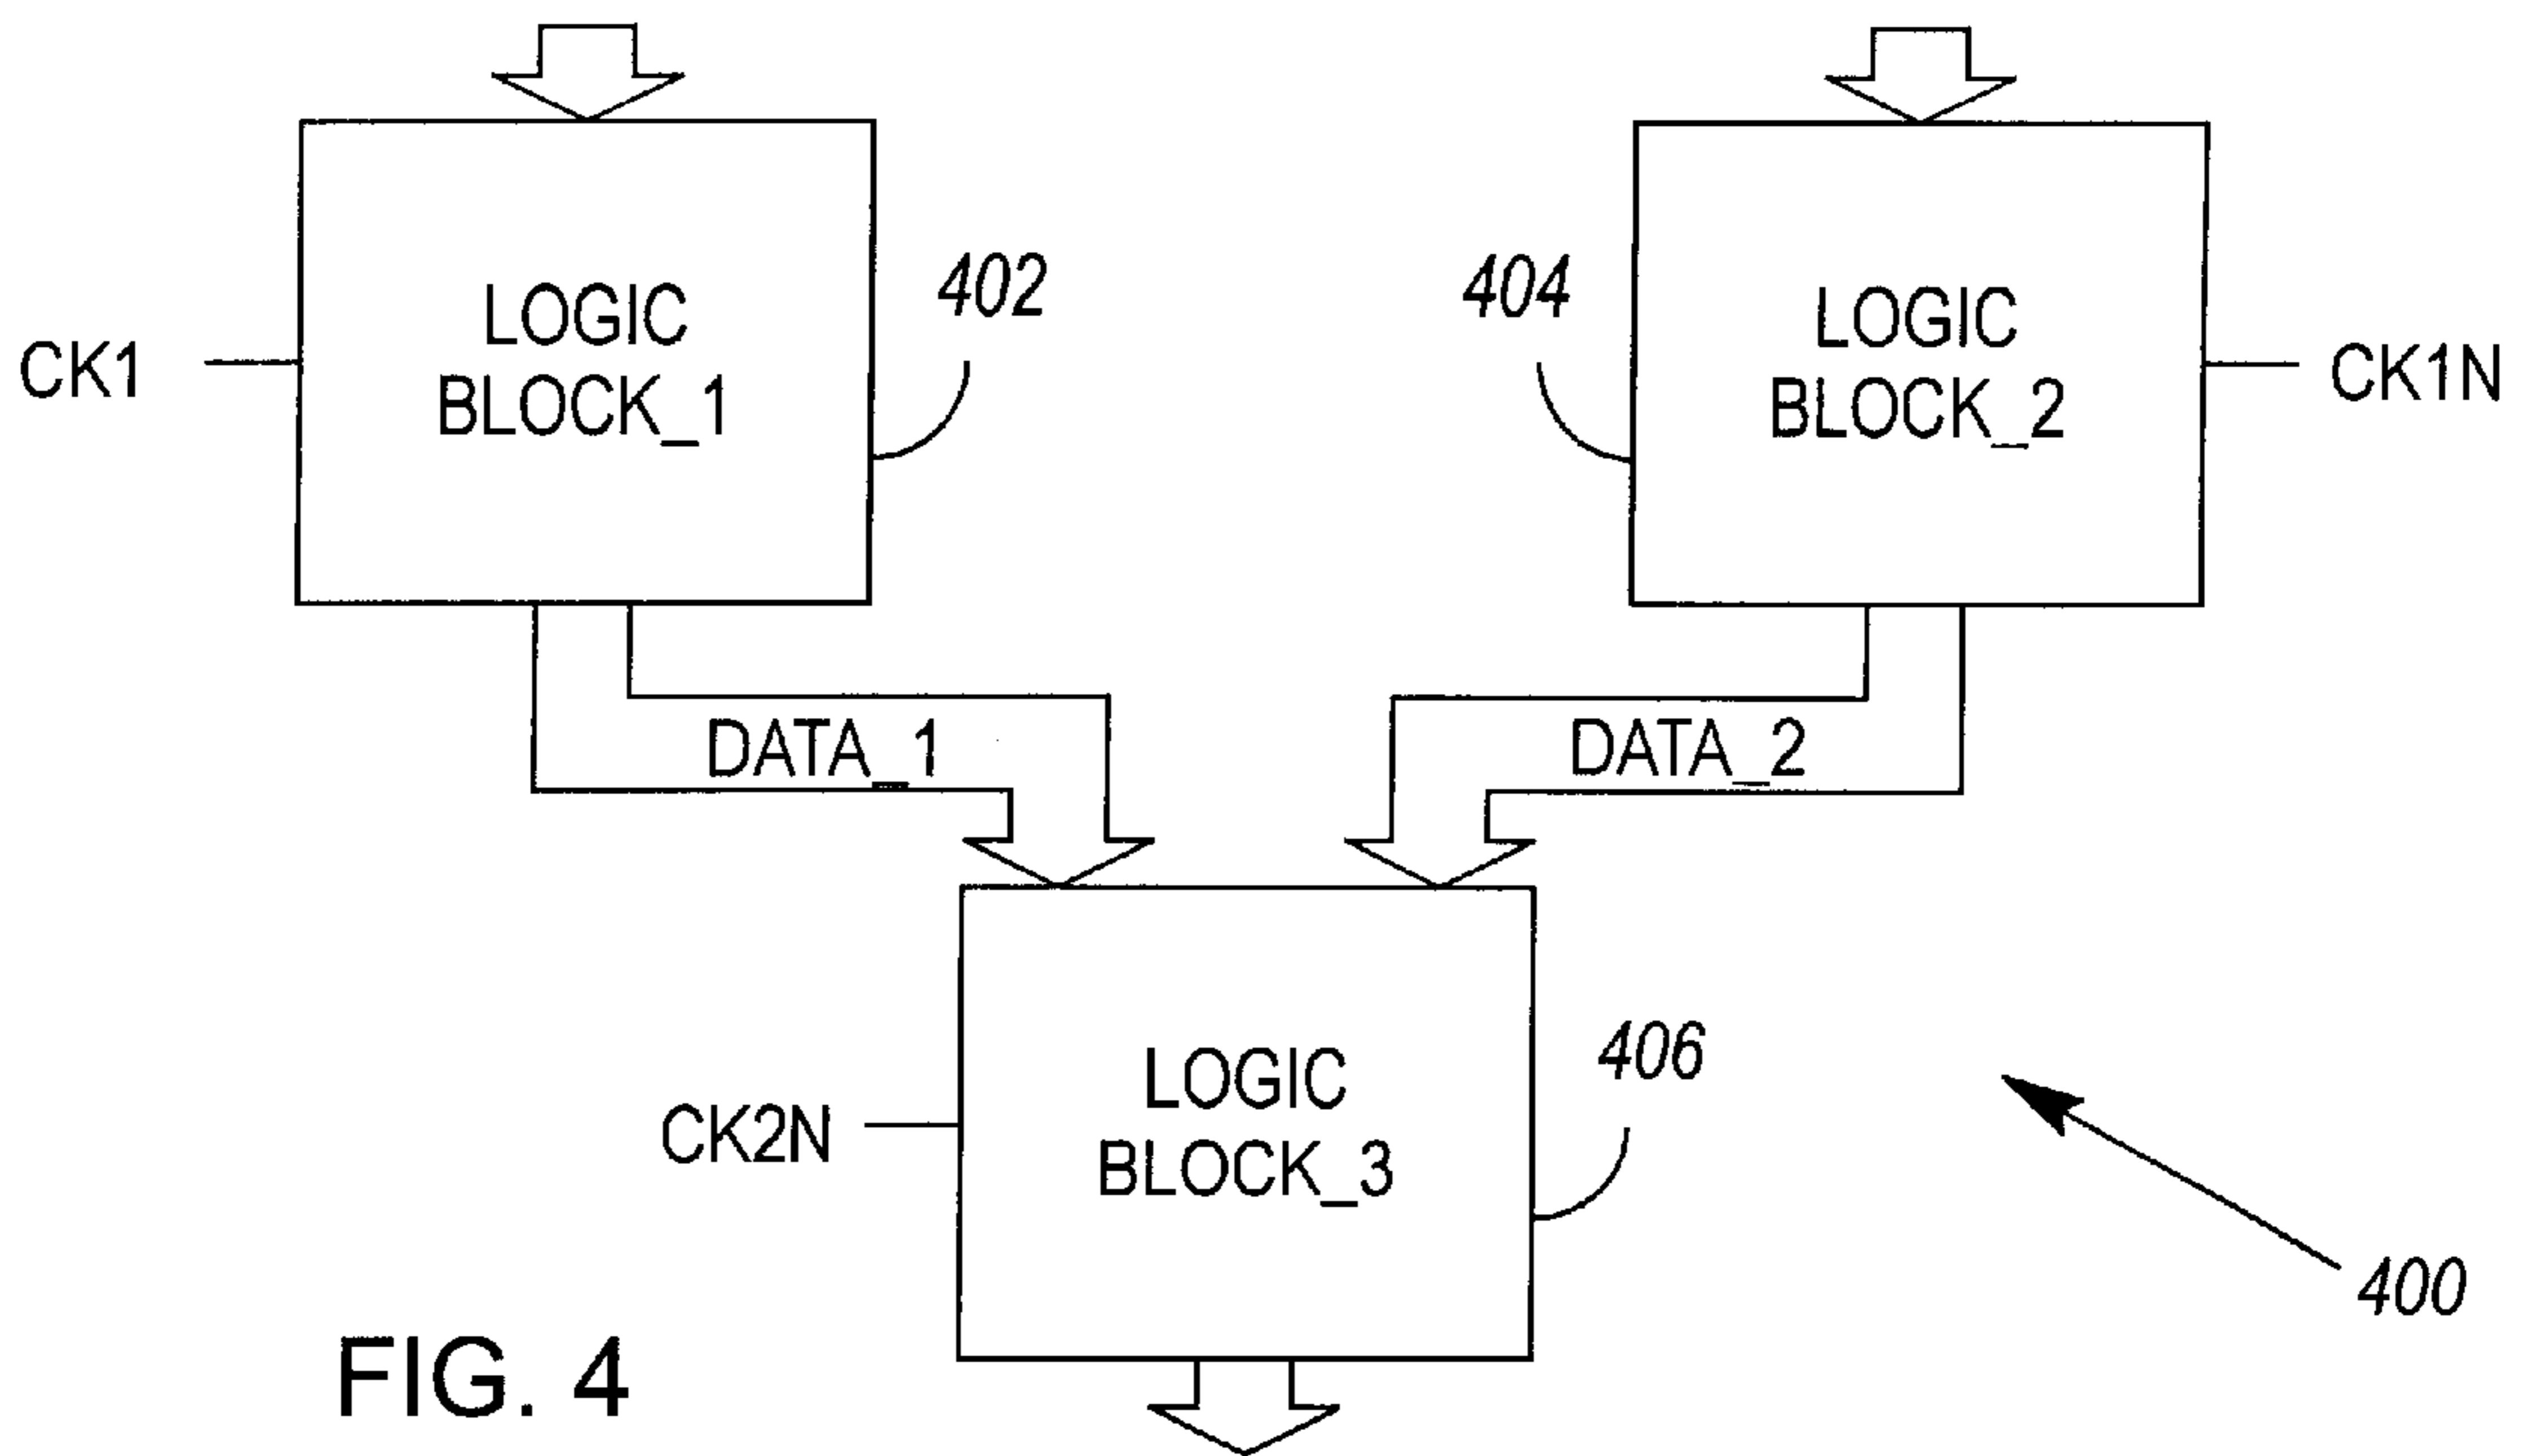 LOGIC
BLOCK_1
402
CK1
404
LOGIC
BLOCK_2
CK1N
DATA_1
DATA_2
LOGIC
BLOCK_3
406
CK2N
400
FIG. 4